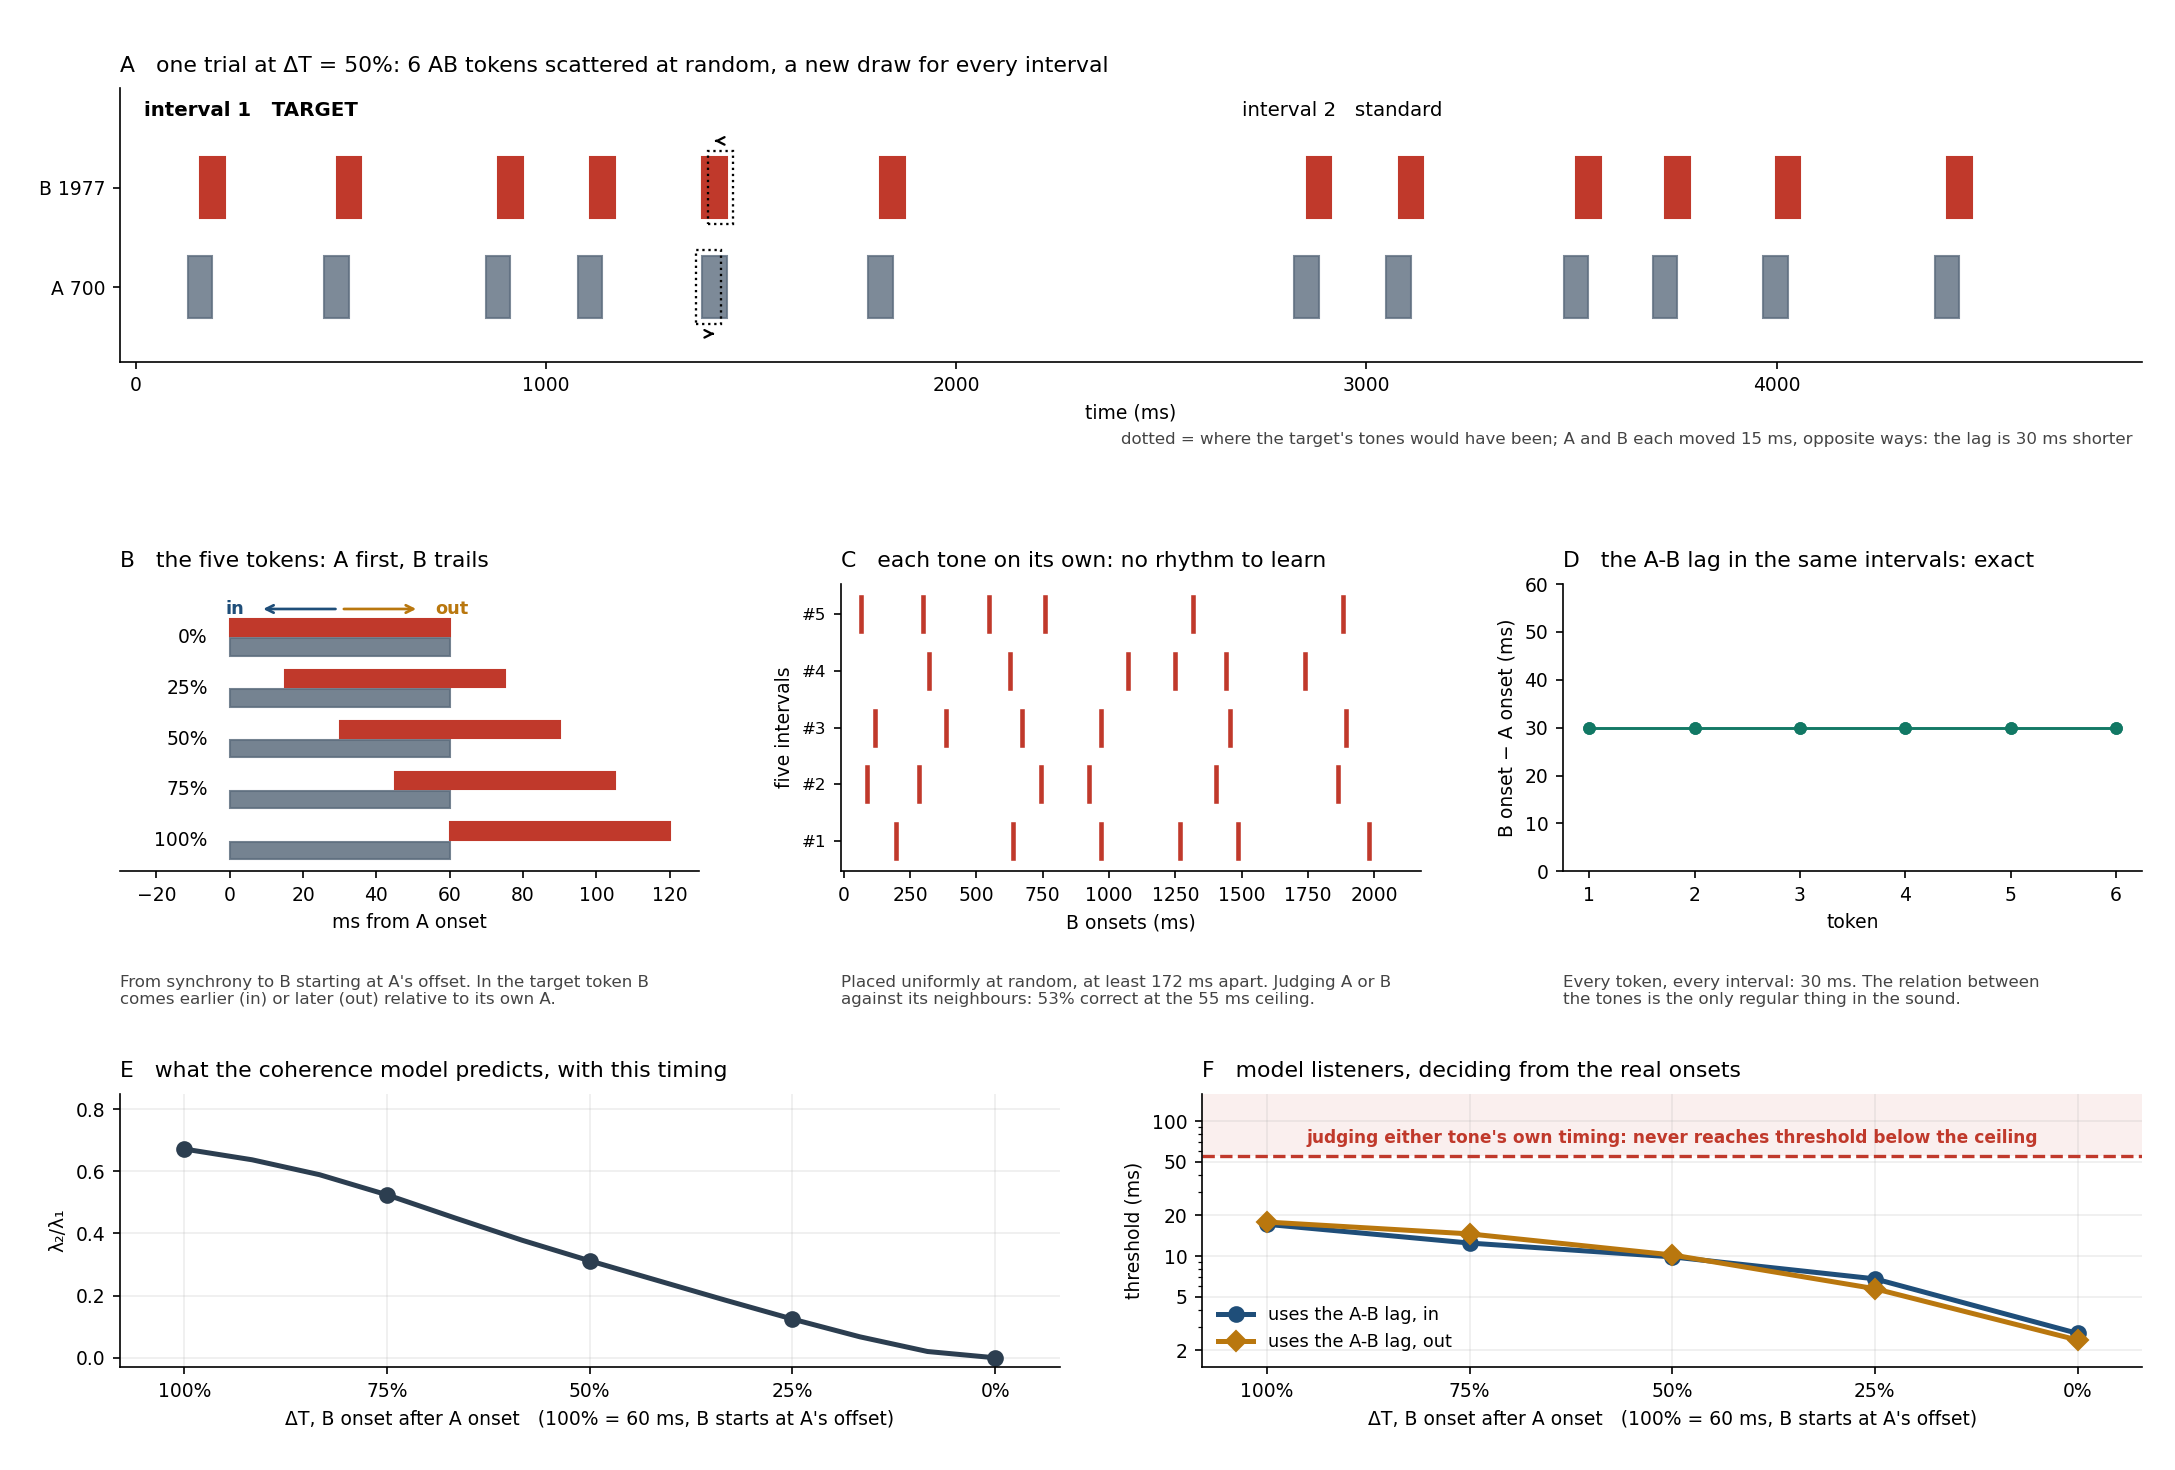 A   one trial at ΔT = 50%: 6 AB tokens scattered at random, a new draw for every interval
interval 1   TARGET
interval 2   standard
B 1977
A 700
0
1000
2000
3000
4000
time (ms)
dotted = where the target's tones would have been; A and B each moved 15 ms, opposite ways: the lag is 30 ms shorter
B   the five tokens: A first, B trails
in
out
0%
25%
50%
75%
100%
−20
0
20
40
60
80
100
120
ms from A onset
From synchrony to B starting at A's offset. In the target token B
comes earlier (in) or later (out) relative to its own A.
C   each tone on its own: no rhythm to learn
five intervals
#5
#4
#3
#2
#1
0
250
500
750
1000
1250
1500
1750
2000
B onsets (ms)
Placed uniformly at random, at least 172 ms apart. Judging A or B
against its neighbours: 53% correct at the 55 ms ceiling.
D   the A-B lag in the same intervals: exact
B onset − A onset (ms)
60
50
40
30
20
10
0
1
2
3
4
5
6
token
Every token, every interval: 30 ms. The relation between
the tones is the only regular thing in the sound.
E   what the coherence model predicts, with this timing
λ₂/λ₁
0.8
0.6
0.4
0.2
0.0
100%
75%
50%
25%
0%
ΔT, B onset after A onset   (100% = 60 ms, B starts at A's offset)
F   model listeners, deciding from the real onsets
threshold (ms)
100
50
20
10
5
2
judging either tone's own timing: never reaches threshold below the ceiling
uses the A-B lag, in
uses the A-B lag, out
100%
75%
50%
25%
0%
ΔT, B onset after A onset   (100% = 60 ms, B starts at A's offset)